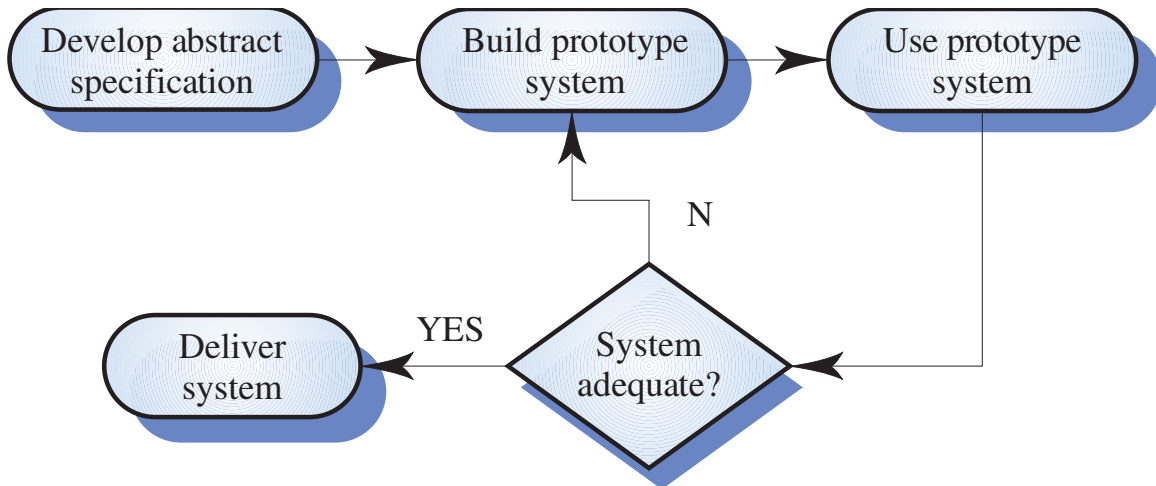 Develop abstract
specification
Build prototype
system
Use prototype
system
N
YES
Deliver
system
System
adequate?